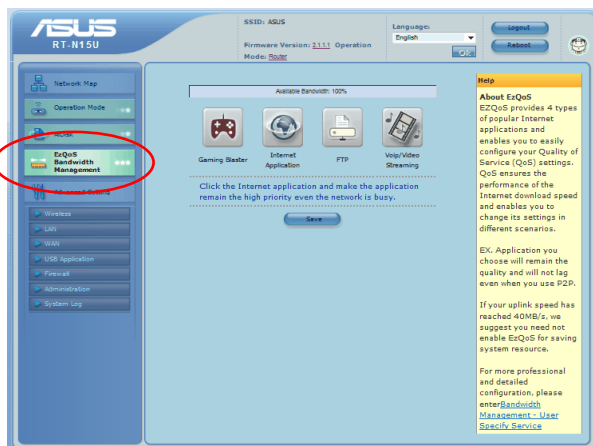 ASUS
RT-N15U
SSID: ASUS
Firmware Version: 2.1.1.1 Operation
Mode: Router
Language:
English
OK
Logout
Reboot
Network Map
Operation Mode
AiDisk
EzQoS
Bandwidth
Management
Advanced Setting
Wireless
LAN
WAN
USB Application
Firewall
Administration
System Log
Available Bandwidth: 100%
Gaming Blaster
Internet
Application
FTP
Voip/Video
Streaming
Click the Internet application and make the application
remain the high priority even the network is
busy.
Save
Help
About EzQoS
EZQoS provides 4 types
of popular Internet
applications and
enables you to easily
configure your Quality of
Service (QoS) settings.
QoS ensures the
performance of the
Internet download speed
and enables you to
change its settings in
different scenarios.
EX. Application you
choose will remain the
quality and will not lag
even when you use P2P.
If your uplink speed has
reached 40MB/s, we
suggest you need not
enable EzQoS for saving
system resource.
For more professional
and detailed
configuration, please
enterBandwidth
Management - User
Specify Service